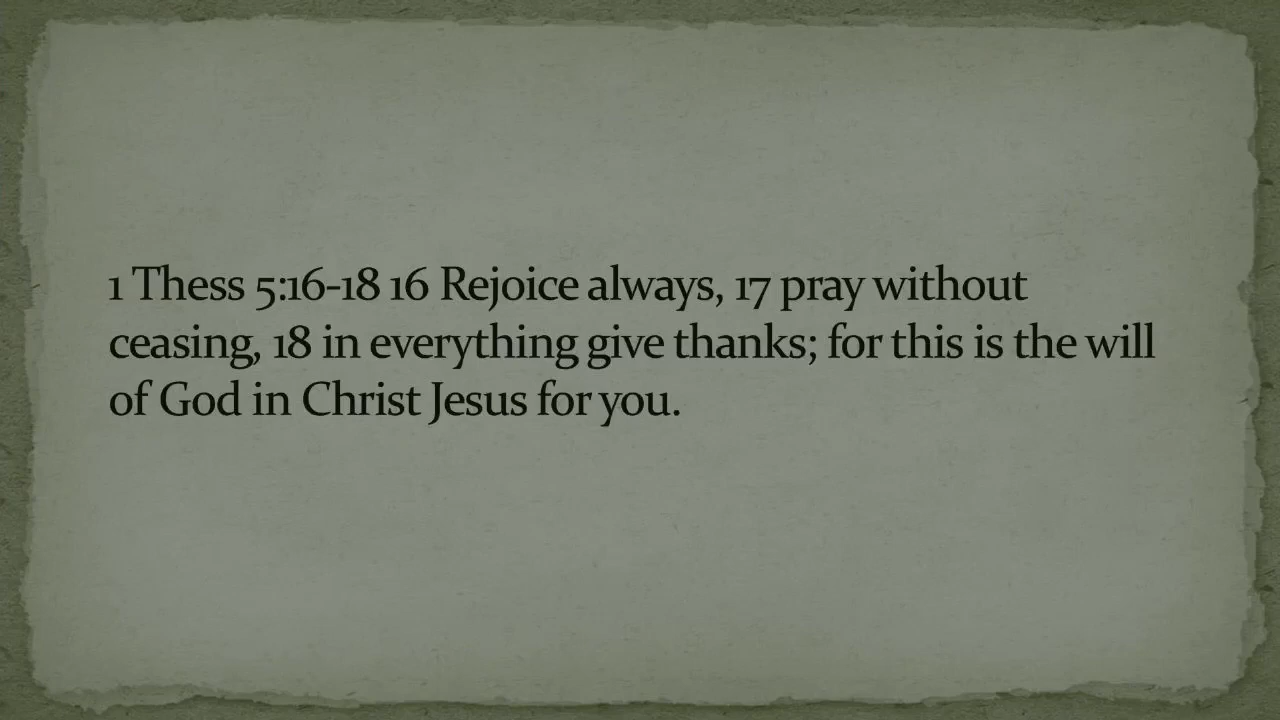 1 Thess 5:16-18 16 Rejoice always, 17 pray without
ceasing, 18 in everything give thanks; for this is the will
of God in Christ Jesus for you.